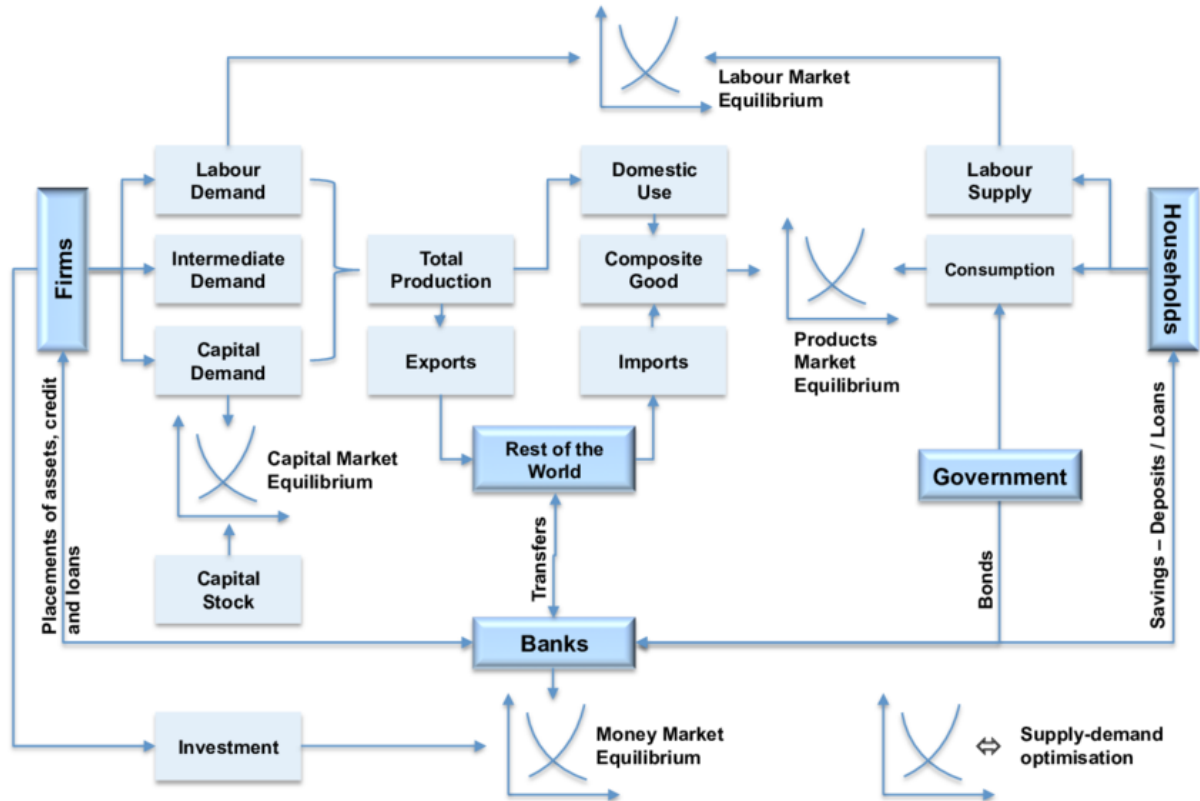 Labour Market
Equilibrium
Labour
Demand
Domestic
Use
Labour
Supply
Firms
Households
Intermediate
Demand
Total
Production
Composite
Good
Consumption
Capital
Demand
Exports
Imports
Products
Market
Equilibrium
Placements of assets, credit
and loans
Capital Market
Equilibrium
Rest of the
World
Government
Savings – Deposits / Loans
Transfers
Bonds
Capital
Stock
Banks
Investment
Money Market
Equilibrium
⇔ Supply-demand
optimisation